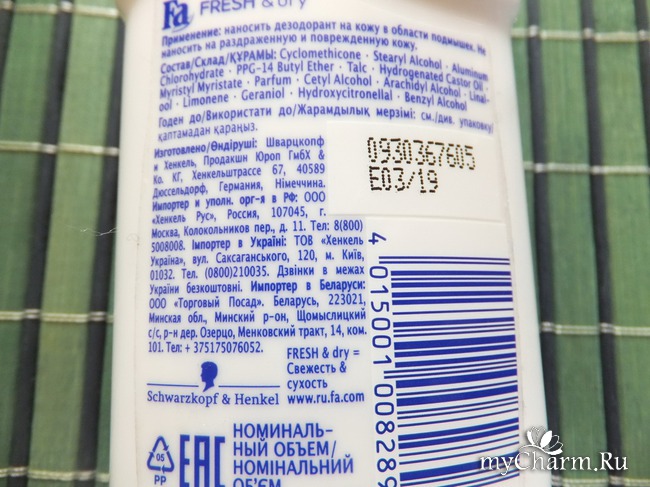 Fa FRESH & dry
Применение: наносить дезодорант на кожу в области подмышек. Не
наносить на раздраженную и поврежденную кожу.
Состав/Склад/ҚҰРАМЫ: Cyclomethicone · Stearyl Alcohol · Aluminum
Chlorohydrate · PPG-14 Butyl Ether · Talc · Hydrogenated Castor Oil ·
Myristyl Myristate · Parfum · Cetyl Alcohol · Arachidyl Alcohol · Linal-
ool · Limonene · Geraniol · Hydroxycitronellal · Benzyl Alcohol
Годен до/Використати до/Жарамдылық мерзімі: см./див. упаковку/
қаптамадан қараңыз.
Изготовлено/Өндіруші: Шварцкопф
и Хенкель, Продакшн Юроп ГмбХ &
Ко. КГ, Хенкельштрассе 67, 40589
Дюссельдорф, Германия, Німеччина.
Импортер и уполн. орг-я в РФ: ООО
«Хенкель Рус», Россия, 107045, г.
Москва, Колокольников пер., д. 11. Тел: 8(800)
5008008. Імпортер в Україні: ТОВ «Хенкель
Україна», вул. Саксаганського, 120, м. Київ,
01032. Тел. (0800)210035. Дзвінки в межах
України безкоштовні. Импортер в Беларуси:
ООО «Торговый Посад». Беларусь, 223021,
Минская обл., Минский р-он, Щомыслицкий
с/с, р-н дер. Озерцо, Менковский тракт, 14, ком.
101. Тел: + 375175076052.
0930367605
E03/19
4 015001 008289
FRESH & dry =
Свежесть &
сухость
www.ru.fa.com
Schwarzkopf & Henkel
05
PP
EAC
НОМИНАЛЬ-
НЫЙ ОБЪЕМ/
НОМІНАЛЬНИЙ
ОБ'ЄМ
myCharm.Ru